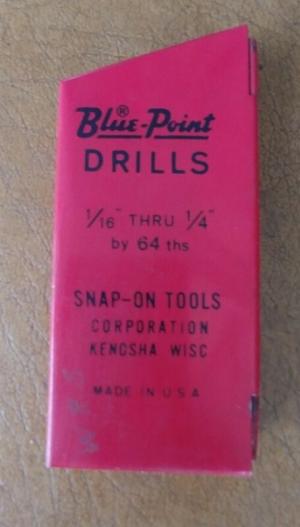 Blue-Point®
DRILLS
1/16" THRU 1/4"
by 64 ths
SNAP-ON TOOLS
CORPORATION
KENOSHA WISC
MADE IN U.S.A